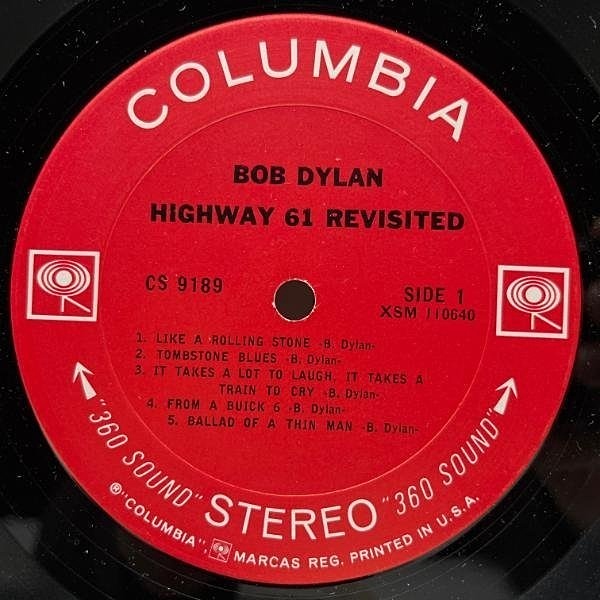 COLUMBIA
BOB DYLAN
HIGHWAY 61 REVISITED
CS 9189
SIDE 1
XSM 110640
1. LIKE A ROLLING STONE -B. Dylan-
2. TOMBSTONE BLUES -B. Dylan-
3. IT TAKES A LOT TO LAUGH, IT TAKES A
TRAIN TO CRY -B. Dylan-
4. FROM A BUICK 6 -B. Dylan-
5. BALLAD OF A THIN MAN -B. Dylan-
"360 SOUND" STEREO "360 SOUND"
®"COLUMBIA", MARCAS REG. PRINTED IN U.S.A.